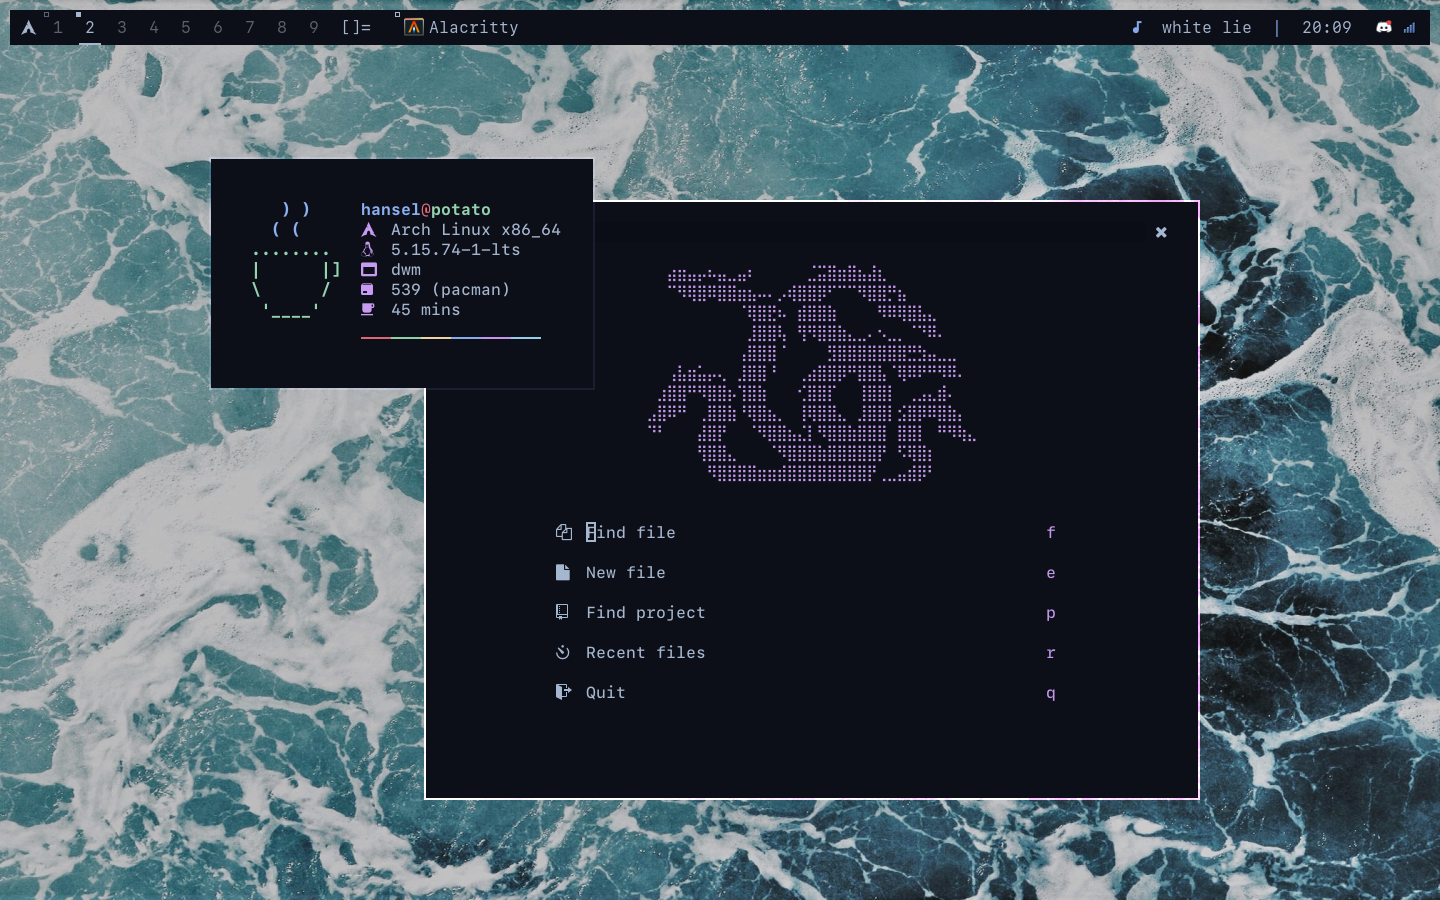 1 2 3 4 5 6 7 8 9 []= Alacritty white lie | 20:09
hansel@potato
Arch Linux x86_64
5.15.74-1-lts
dwm
539 (pacman)
45 mins
Find file f
New file e
Find project p
Recent files r
Quit q